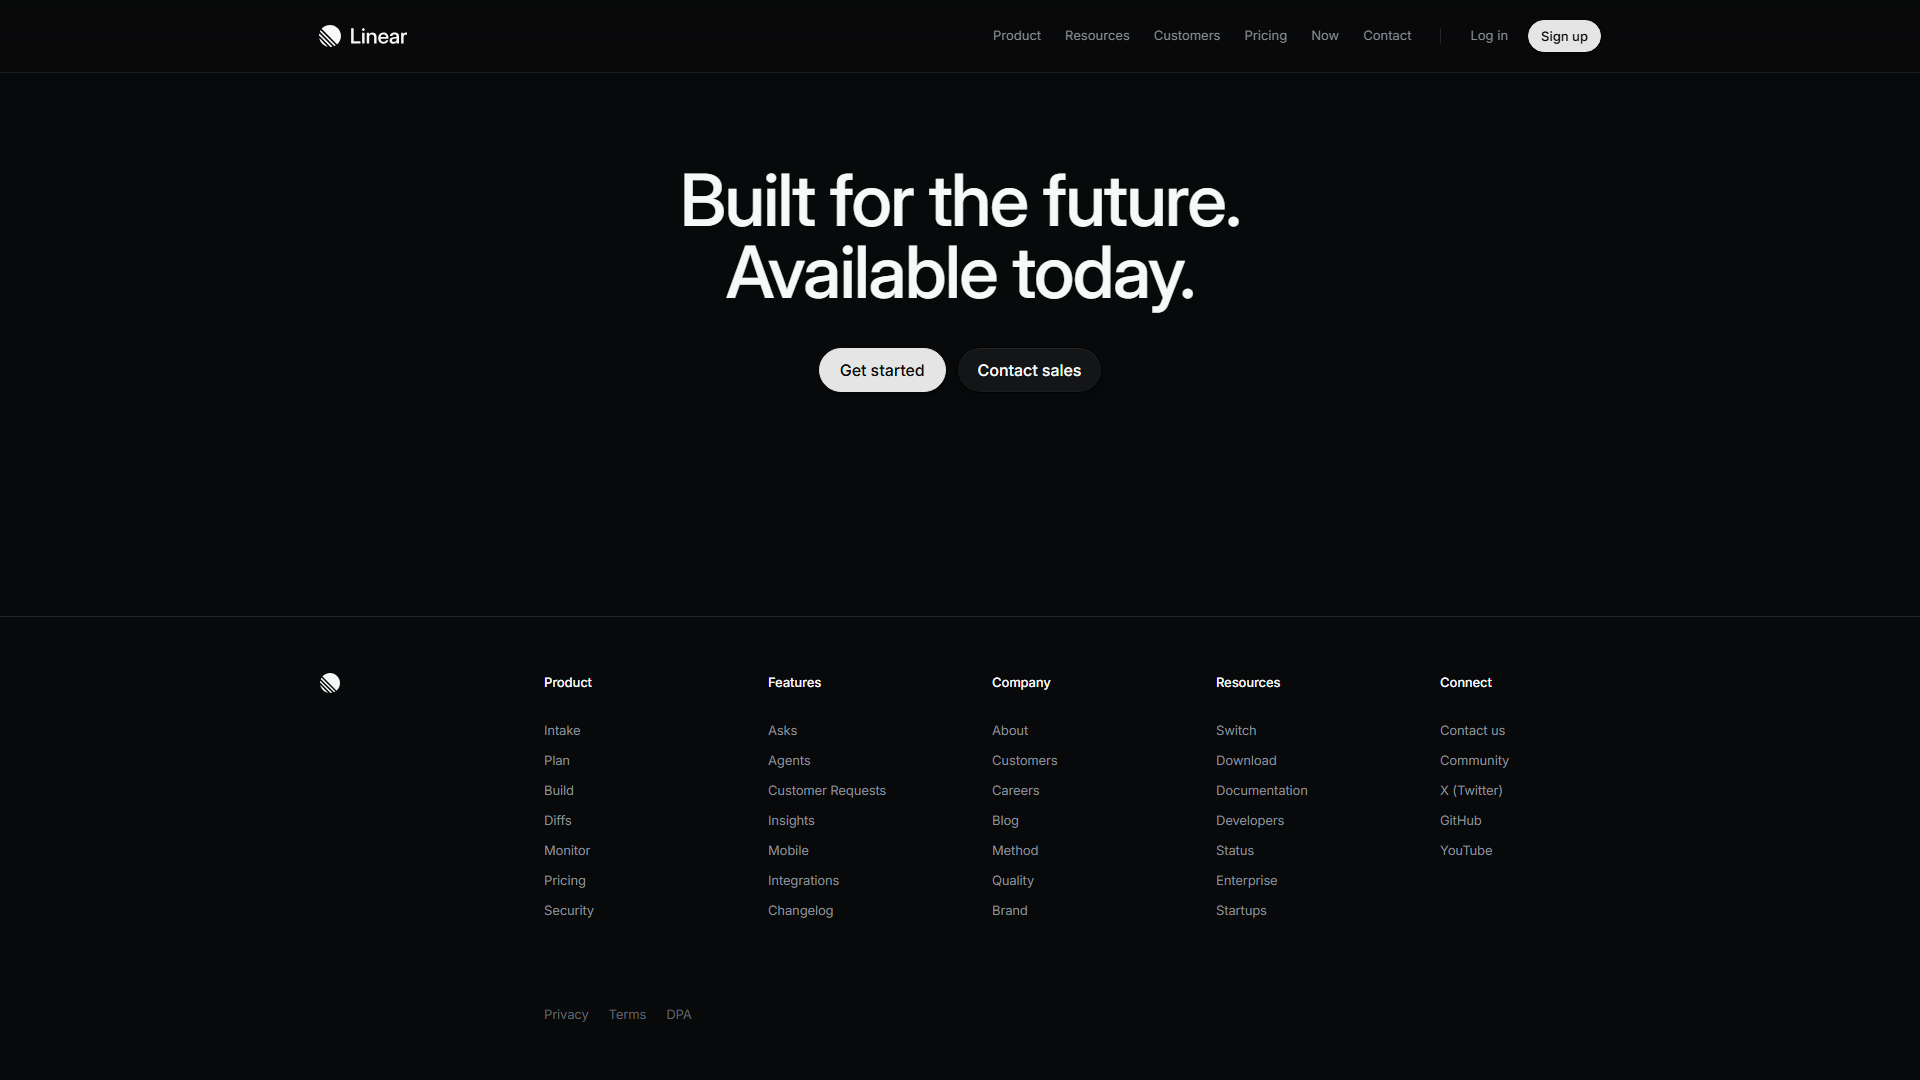 Linear
Product Resources Customers Pricing Now Contact Log in Sign up
Built for the future.
Available today.
Get started Contact sales
Product
Intake
Plan
Build
Diffs
Monitor
Pricing
Security
Features
Asks
Agents
Customer Requests
Insights
Mobile
Integrations
Changelog
Company
About
Customers
Careers
Blog
Method
Quality
Brand
Resources
Switch
Download
Documentation
Developers
Status
Enterprise
Startups
Connect
Contact us
Community
X (Twitter)
GitHub
YouTube
Privacy Terms DPA